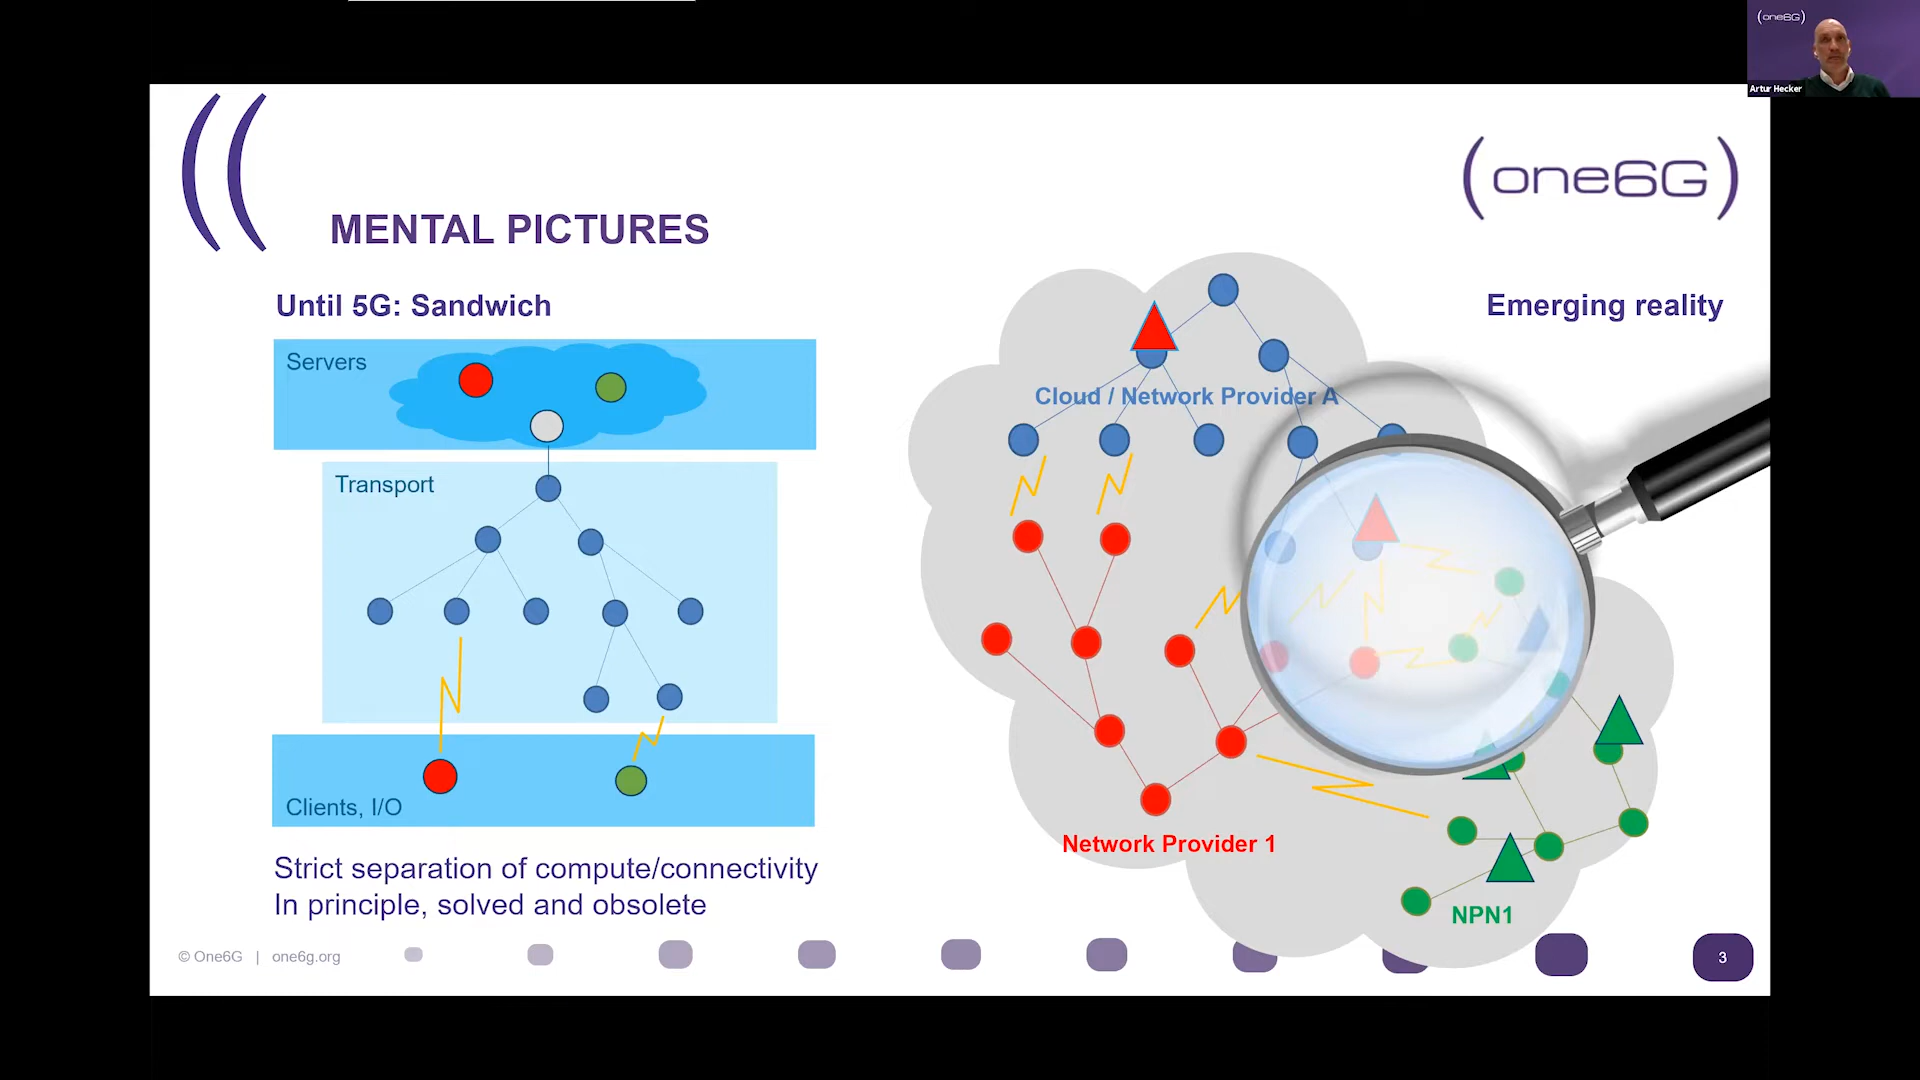 (one6G)
Artur Hecker
(one6G)
MENTAL PICTURES
Until 5G: Sandwich
Servers
Transport
Clients, I/O
Strict separation of compute/connectivity
In principle, solved and obsolete
Emerging reality
Cloud / Network Provider A
Network Provider 1
NPN1
© One6G | one6g.org
3